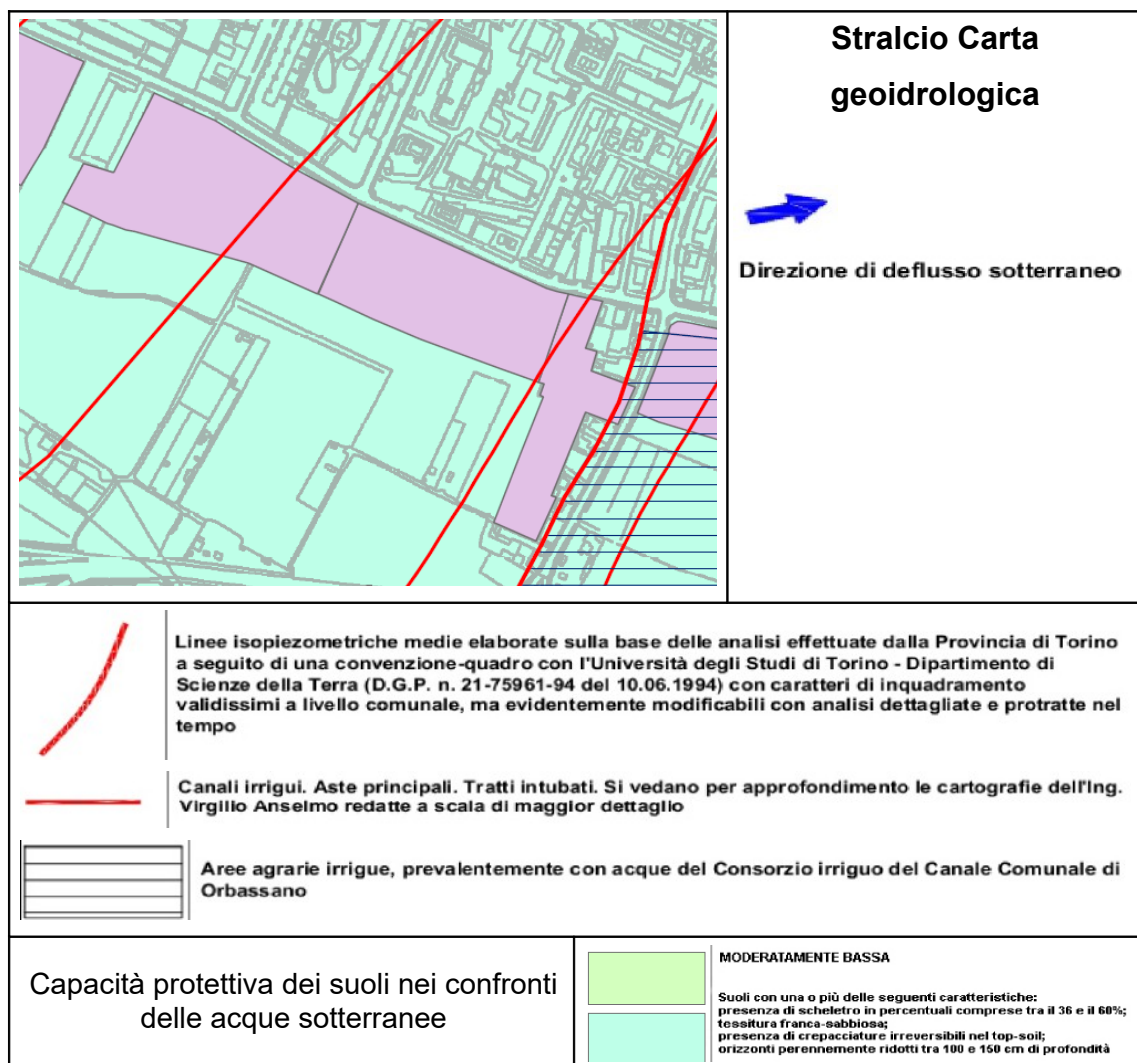 Stralcio Carta
geoidrologica
Direzione di deflusso sotterraneo
Linee isopiezometriche medie elaborate sulla base delle analisi effettuate dalla Provincia di Torino
a seguito di una convenzione-quadro con l'Università degli Studi di Torino - Dipartimento di
Scienze della Terra (D.G.P. n. 21-75961-94 del 10.06.1994) con caratteri di inquadramento
validissimi a livello comunale, ma evidentemente modificabili con analisi dettagliate e protratte nel
tempo
Canali irrigui. Aste principali. Tratti intubati. Si vedano per approfondimento le cartografie dell'Ing.
Virgilio Anselmo redatte a scala di maggior dettaglio
Aree agrarie irrigue, prevalentemente con acque del Consorzio irriguo del Canale Comunale di
Orbassano
Capacità protettiva dei suoli nei confronti
delle acque sotterranee
MODERATAMENTE BASSA
Suoli con una o più delle seguenti caratteristiche:
presenza di scheletro in percentuali comprese tra il 36 e il 60%;
tessitura franca-sabbiosa;
presenza di crepacciature irreversibili nel top-soil;
orizzonti perennemente ridotti tra 100 e 150 cm di profondità